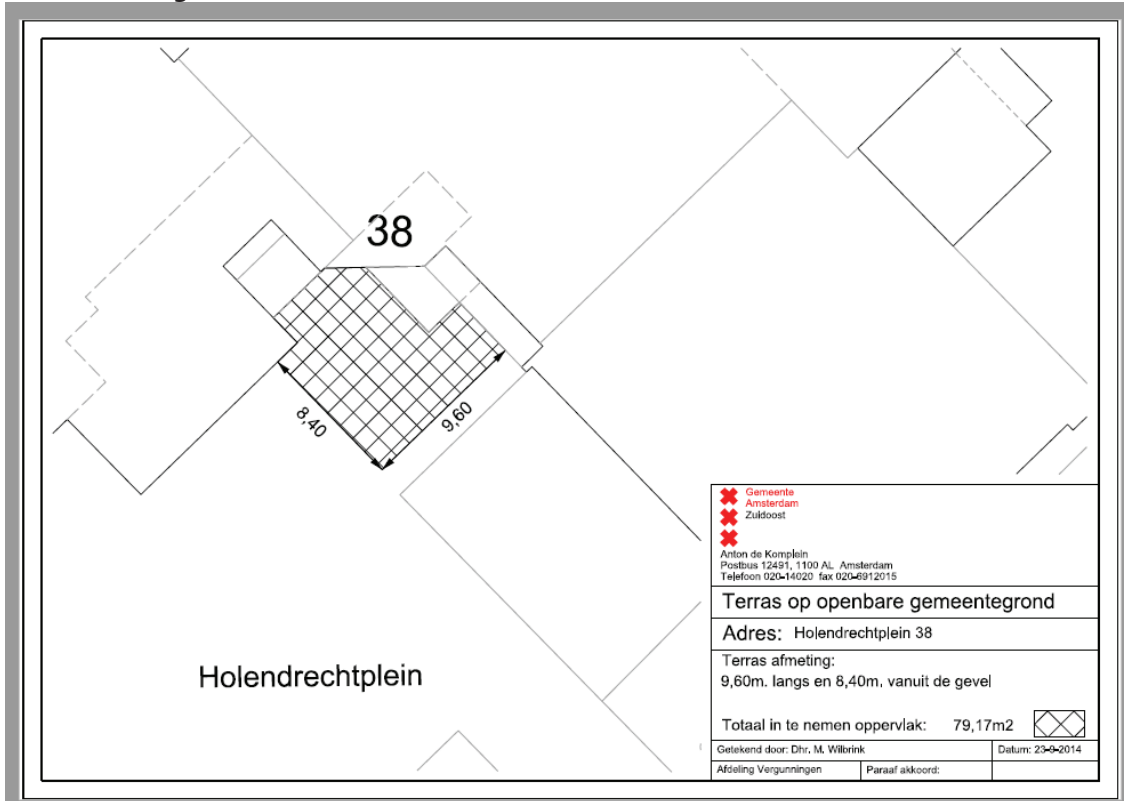 38
8,40
9,60
Holendrechtplein
Gemeente
Amsterdam
Zuidoost
Anton de Komplein
Postbus 12491, 1100 AL Amsterdam
Telefoon 020-14020 fax 020-6912015
Terras op openbare gemeentegrond
Adres: Holendrechtplein 38
Terras afmeting:
9,60m. langs en 8,40m. vanuit de gevel
Totaal in te nemen oppervlak: 79,17m2
Getekend door: Dhr. M. Wilbrink Datum: 23-9-2014
Afdeling Vergunningen Paraaf akkoord: